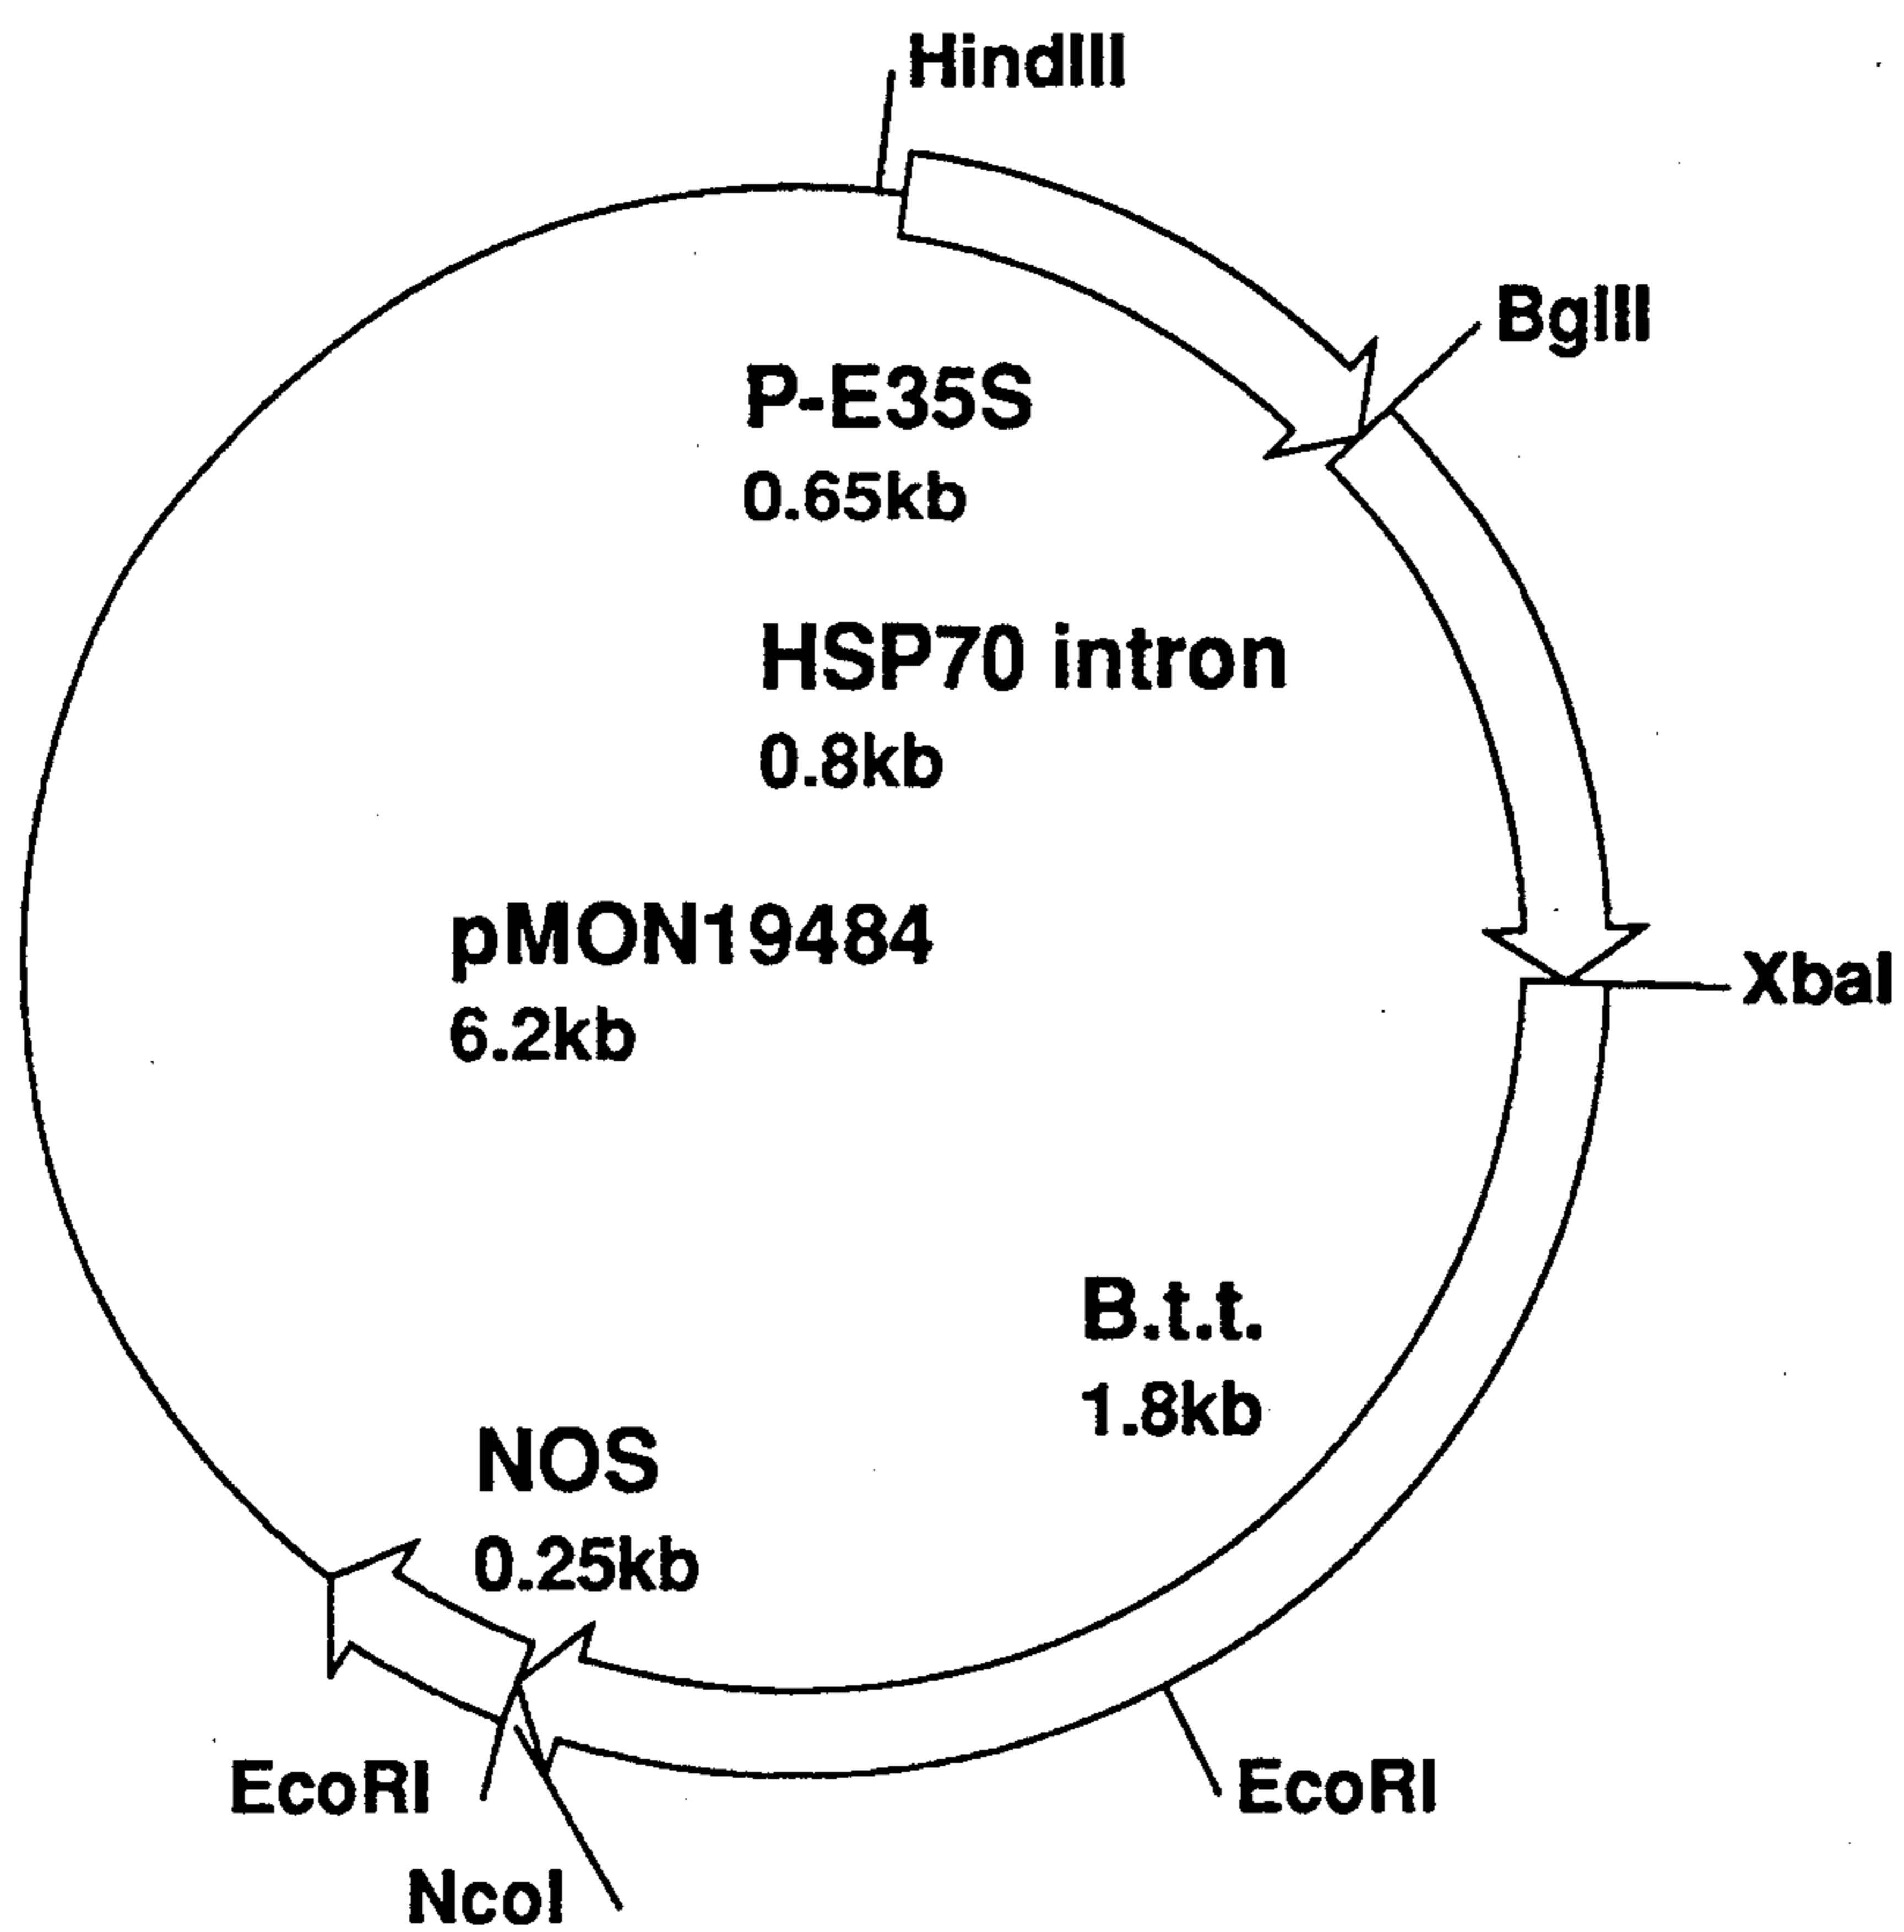 HindIII
BglII
P-E35S
0.65kb
HSP70 intron
0.8kb
pMON19484
6.2kb
XbaI
B.t.t.
1.8kb
NOS
0.25kb
EcoRI
EcoRI
NcoI